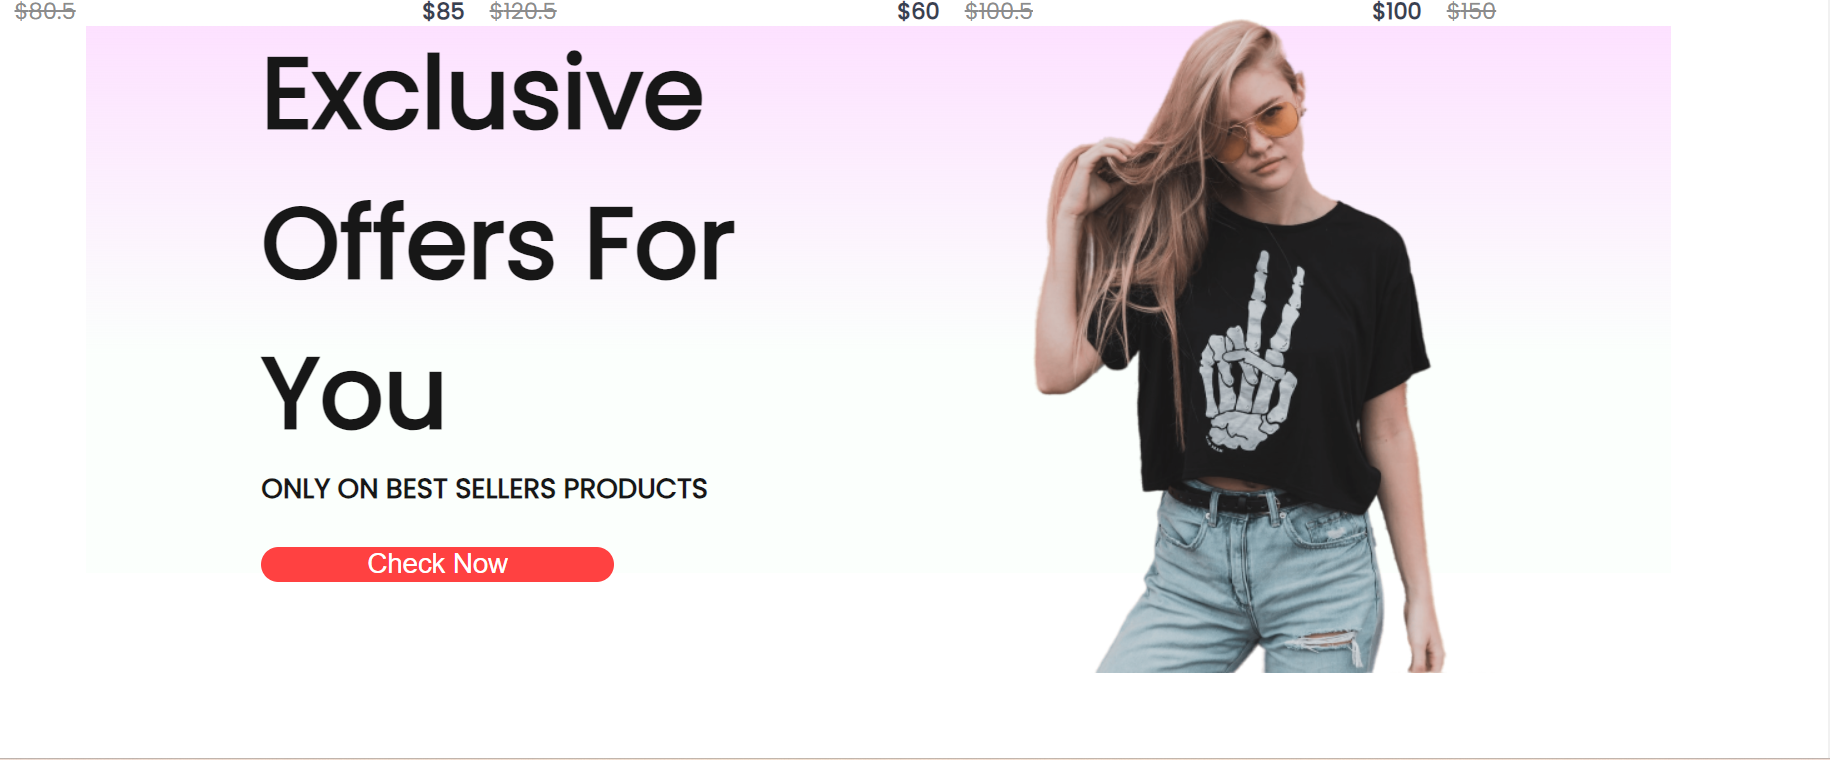 $80.5 $85 $120.5 $60 $100.5 $100 $150
Exclusive
Offers For
You
ONLY ON BEST SELLERS PRODUCTS
Check Now